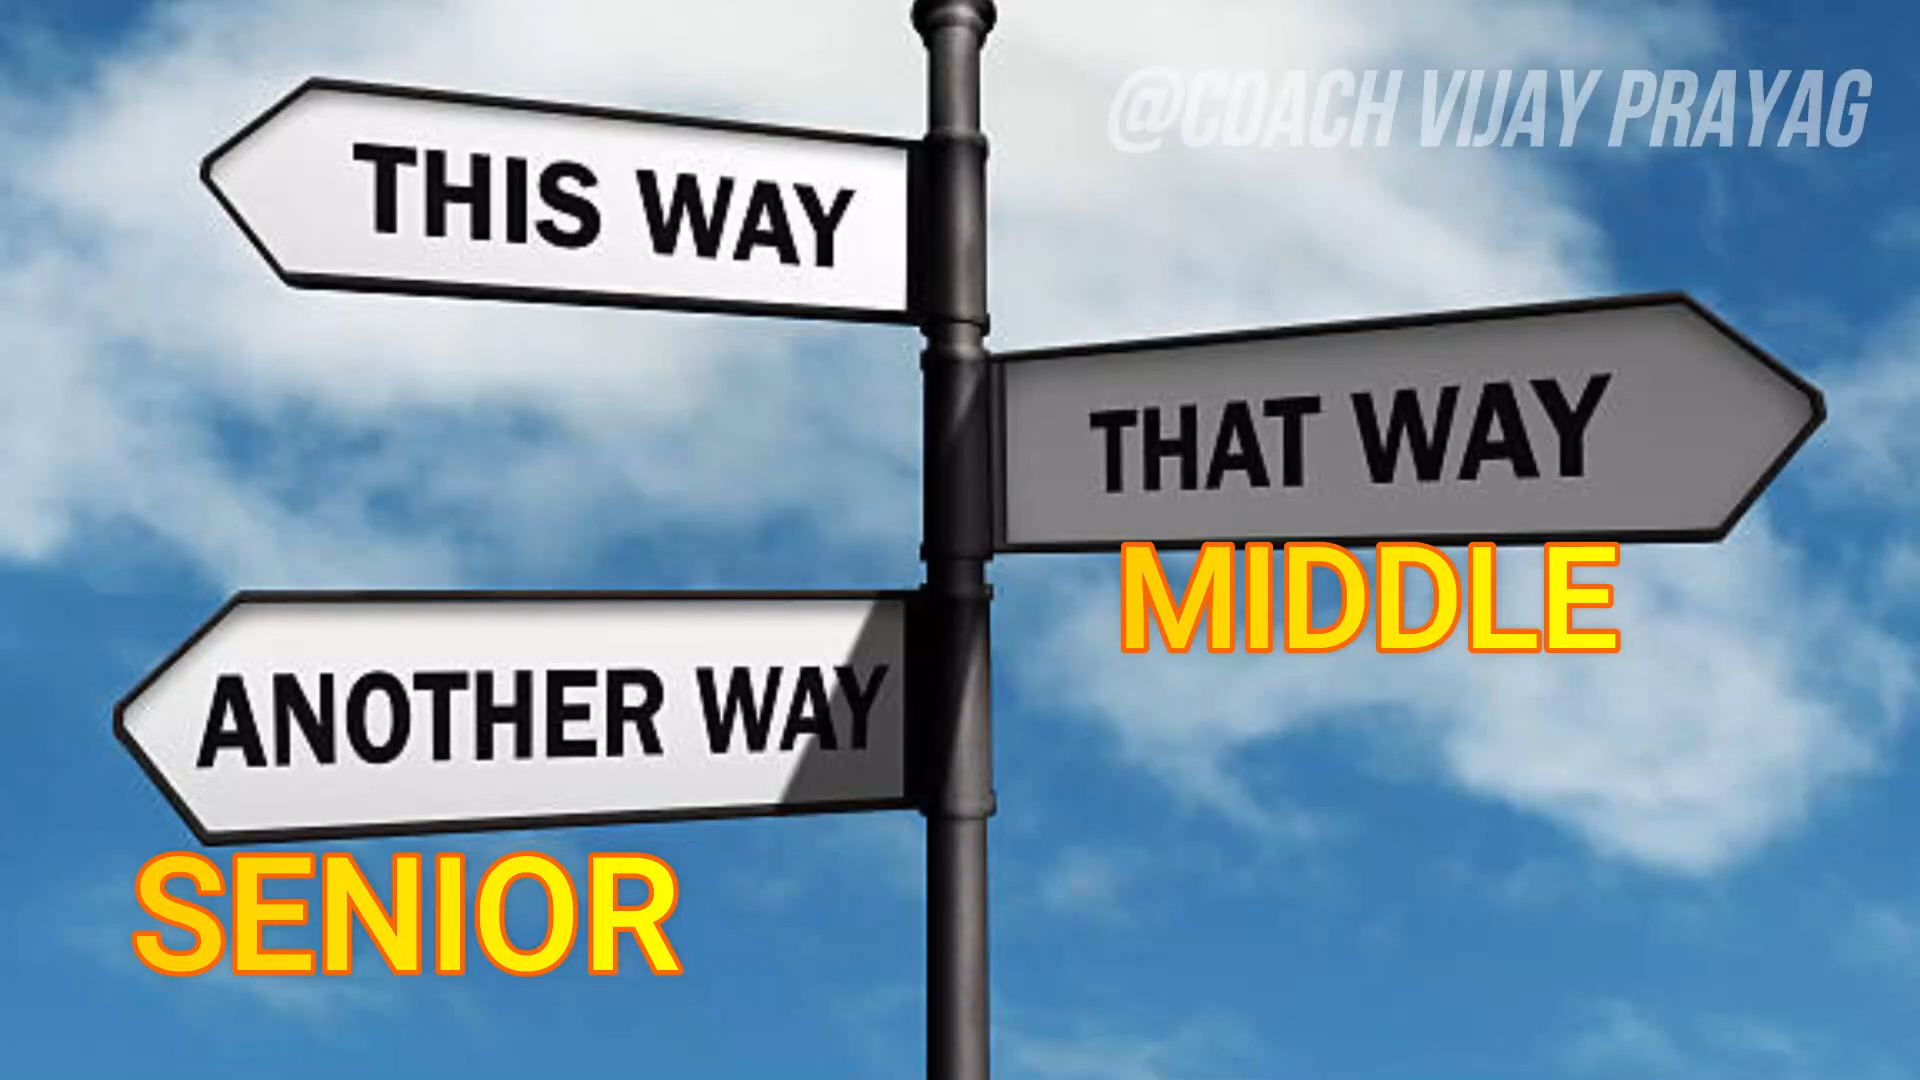 @COACH VIJAY PRAYAG
THIS WAY
THAT WAY
MIDDLE
ANOTHER WAY
SENIOR